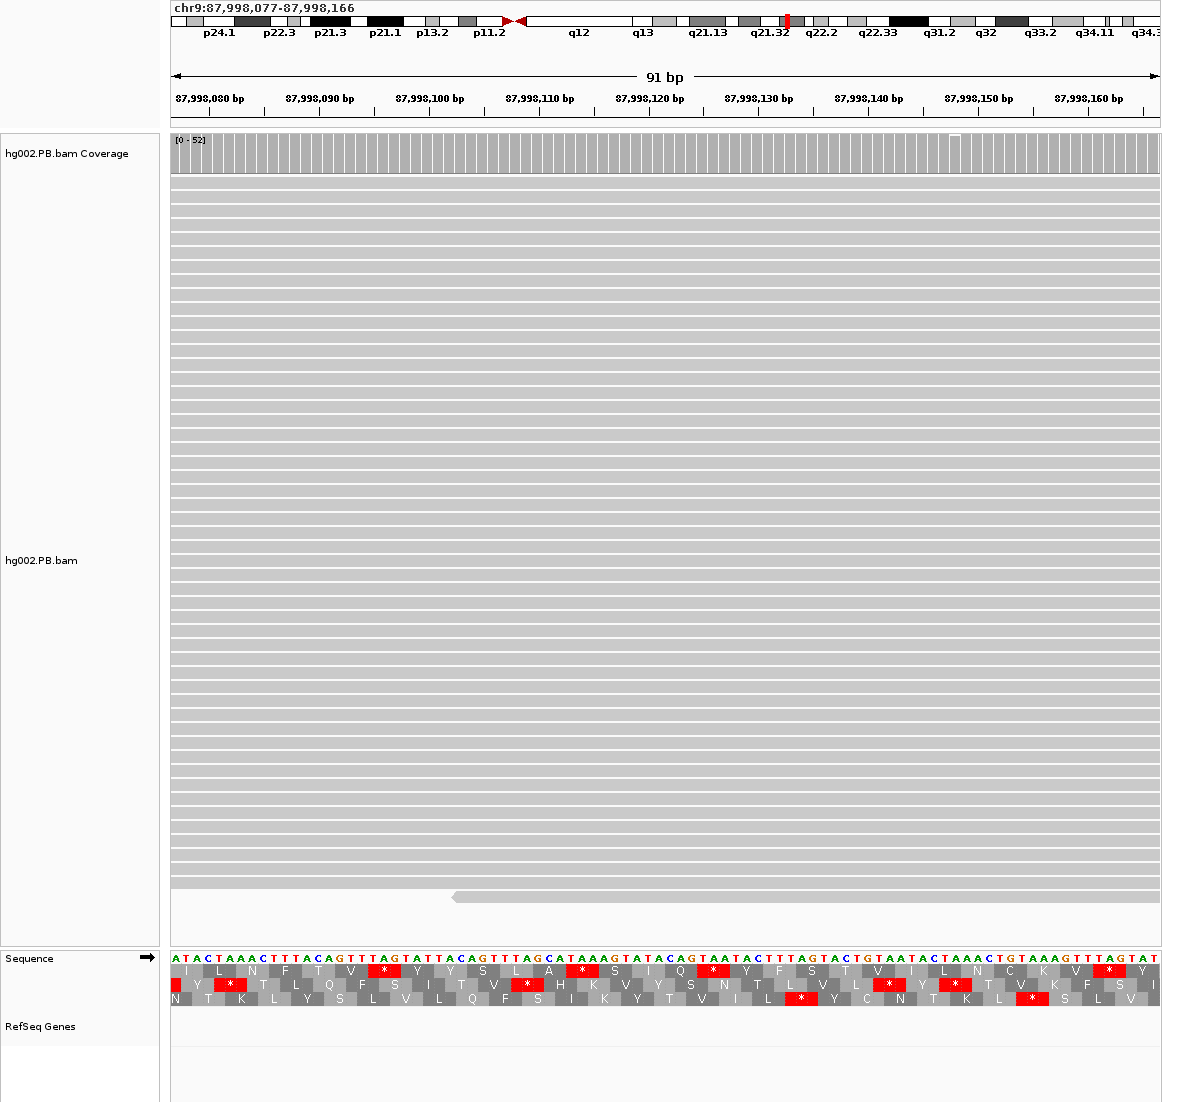 chr9:87,998,077-87,998,166
p24.1 p22.3 p21.3 p21.1 p13.2 p11.2 q12 q13 q21.13 q21.32 q22.2 q22.33 q31.2 q32 q33.2 q34.11 q34.3
91 bp
87,998,080 bp 87,998,090 bp 87,998,100 bp 87,998,110 bp 87,998,120 bp 87,998,130 bp 87,998,140 bp 87,998,150 bp 87,998,160 bp
[0 - 52]
hg002.PB.bam Coverage
hg002.PB.bam
Sequence
ATACTAAACTTTACAGTTTAGTATTACAGTTTAGCATAAAGTATACAGTAATACTTTAGTACTGTAATACTAAACTGTAAAGTTTAGTAT
I L N F T V * Y Y S L A * S I Q * Y F S T V I L N C K V * Y
Y * T L Q F S I T V * H K V Y S N T L V L * Y * T V K F S I
N T K L Y S L V L Q F S I K Y T V I L * Y C N T K L * S L V
RefSeq Genes